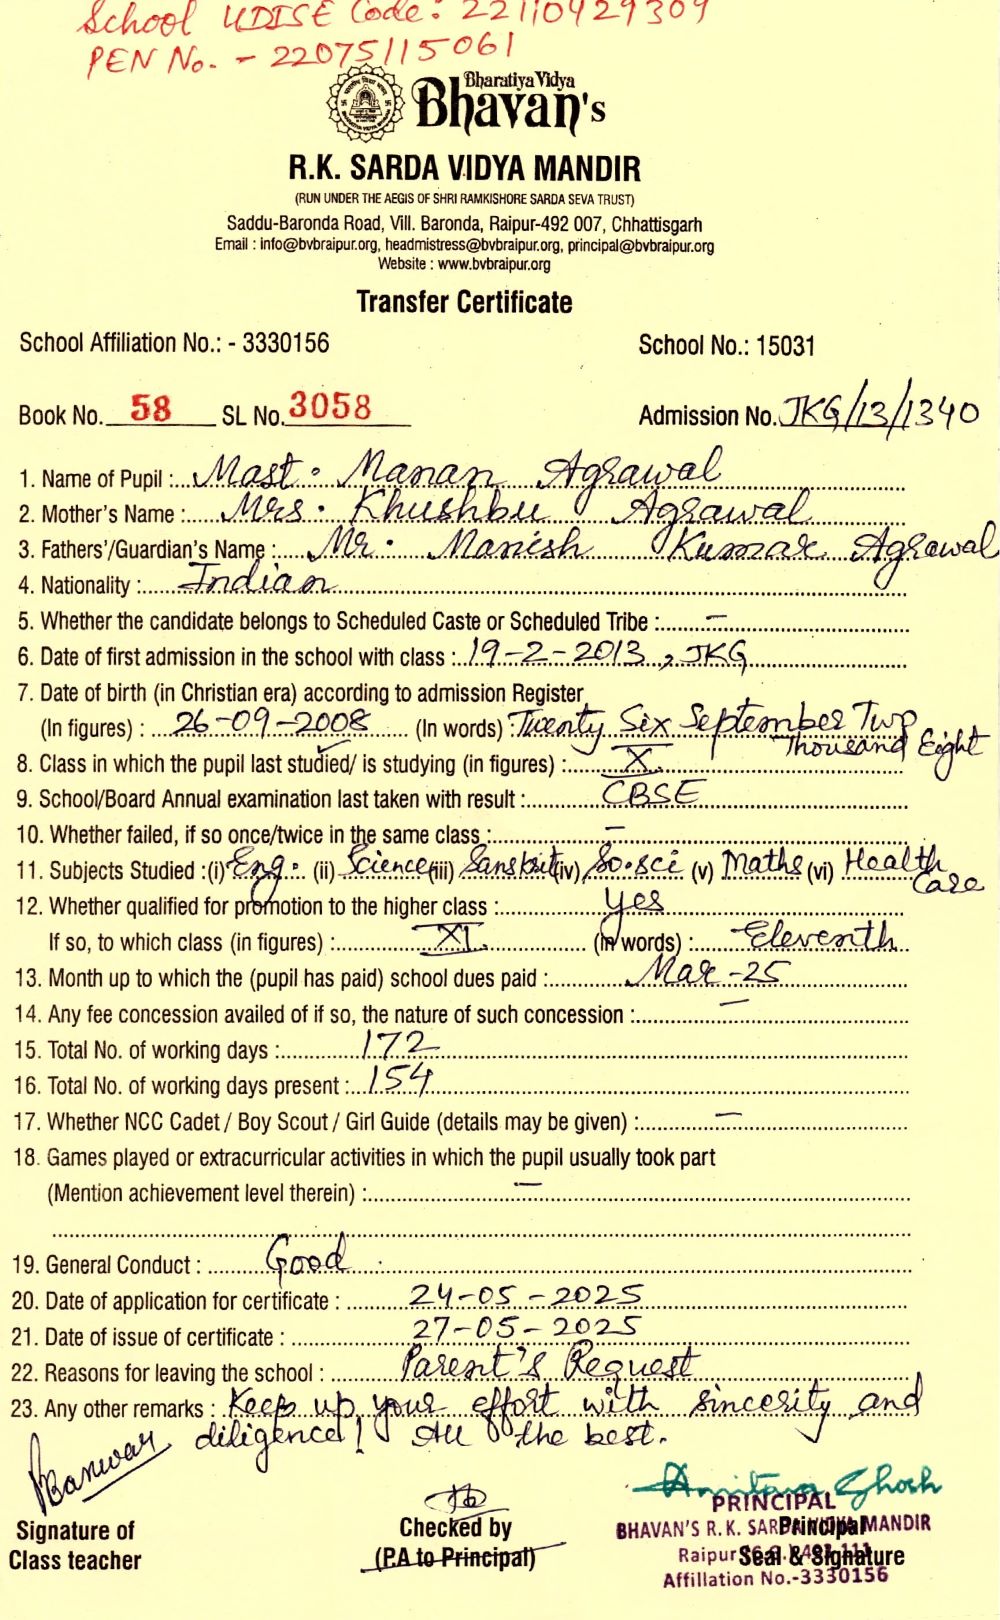 School UDISE Code: 22110429309
PEN No. - 22075115061
Bharatiya Vidya
Bhavan's
R.K. SARDA VIDYA MANDIR
(RUN UNDER THE AEGIS OF SHRI RAMKISHORE SARDA SEVA TRUST)
Saddu-Baronda Road, Vill. Baronda, Raipur-492 007, Chhattisgarh
Email : info@bvbraipur.org, headmistress@bvbraipur.org, principal@bvbraipur.org
Website : www.bvbraipur.org
Transfer Certificate
School Affiliation No.: - 3330156 School No.: 15031
Book No. 58 SL No. 3058 Admission No. JKG/13/1340
1. Name of Pupil : Mast. Manan Agrawal
2. Mother's Name : Mrs. Khushbu Agrawal
3. Fathers'/Guardian's Name : Mr. Manish Kumar Agrawal
4. Nationality : Indian
5. Whether the candidate belongs to Scheduled Caste or Scheduled Tribe : —
6. Date of first admission in the school with class : 19-2-2013, JKG
7. Date of birth (in Christian era) according to admission Register
(In figures) : 26-09-2008 (In words) : Twenty Six September Two
Thousand Eight
8. Class in which the pupil last studied/ is studying (in figures) : X
9. School/Board Annual examination last taken with result : CBSE
10. Whether failed, if so once/twice in the same class : —
11. Subjects Studied : (i) Eng. (ii) Science (iii) Sanskrit (iv) So.sci (v) Maths (vi) Health
Care
12. Whether qualified for promotion to the higher class : yes
If so, to which class (in figures) : XI (In words) : Eleventh
13. Month up to which the (pupil has paid) school dues paid : Mar-25
14. Any fee concession availed of if so, the nature of such concession : —
15. Total No. of working days : 172
16. Total No. of working days present : 154
17. Whether NCC Cadet / Boy Scout / Girl Guide (details may be given) : —
18. Games played or extracurricular activities in which the pupil usually took part
(Mention achievement level therein) : —
19. General Conduct : Good
20. Date of application for certificate : 24-05-2025
21. Date of issue of certificate : 27-05-2025
22. Reasons for leaving the school : Parent's Request
23. Any other remarks : Keep up your effort with sincerity and
diligence! All the best.
Amitava Ghosh
PRINCIPAL
Signature of Checked by Principal
BHAVAN'S R. K. SARDA VIDYA MANDIR
Class teacher (P.A to Principal) Seal & Signature
Raipur
Affillation No.-3330156